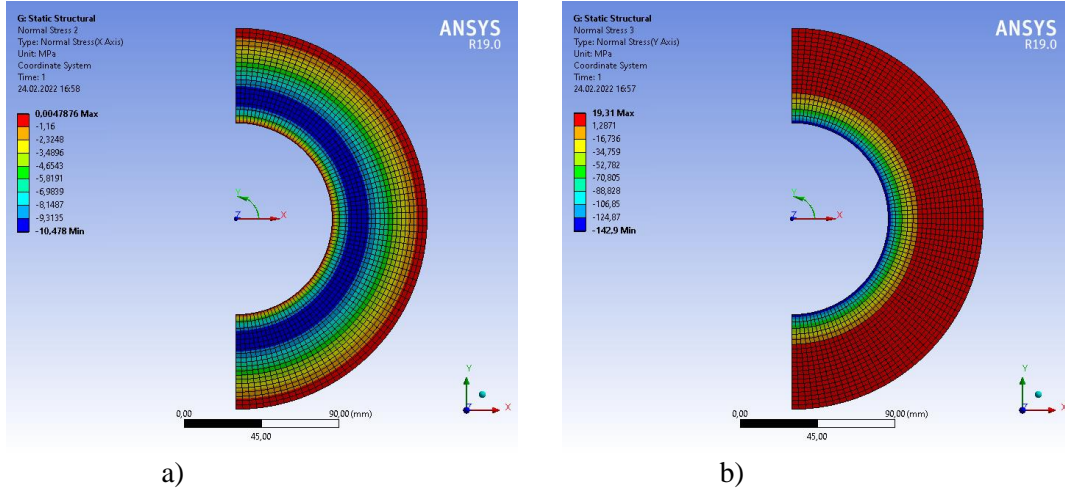 G: Static Structural
Normal Stress 2
Type: Normal Stress(X Axis)
Unit: MPa
Coordinate System
Time: 1
24.02.2022 16:58
0,0047876 Max
-1,16
-2,3248
-3,4896
-4,6543
-5,8191
-6,9839
-8,1487
-9,3135
-10,478 Min
ANSYS
R19.0
Y
Z X
0,00 90,00 (mm)
45,00
Y
Z X
a)
G: Static Structural
Normal Stress 3
Type: Normal Stress(Y Axis)
Unit: MPa
Coordinate System
Time: 1
24.02.2022 16:57
19,31 Max
1,2871
-16,736
-34,759
-52,782
-70,805
-88,828
-106,85
-124,87
-142,9 Min
ANSYS
R19.0
Y
Z X
0,00 90,00 (mm)
45,00
Y
Z X
b)